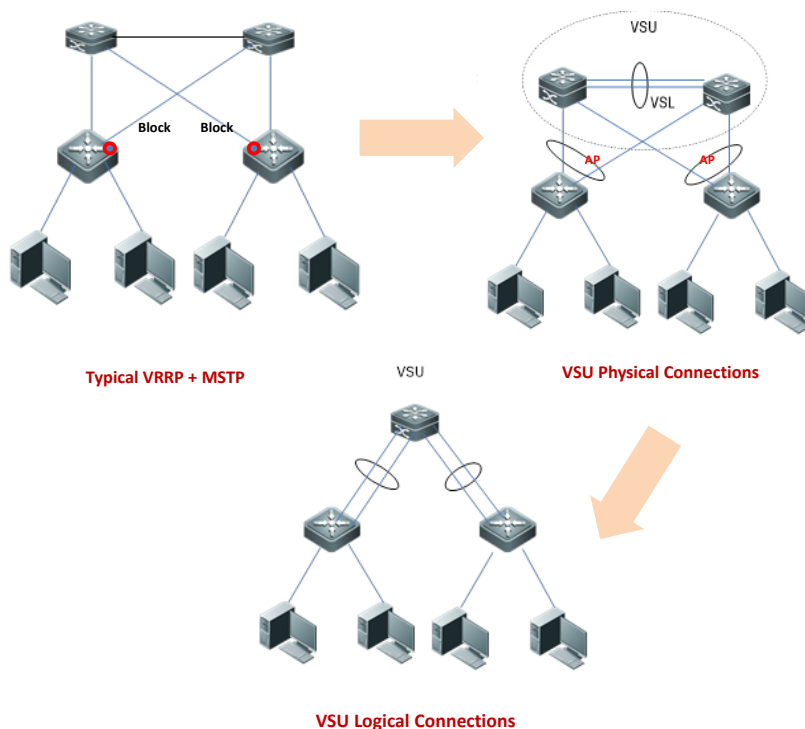 VSU
VSL
Block
Block
AP
AP
Typical VRRP + MSTP
VSU Physical Connections
VSU
VSU Logical Connections